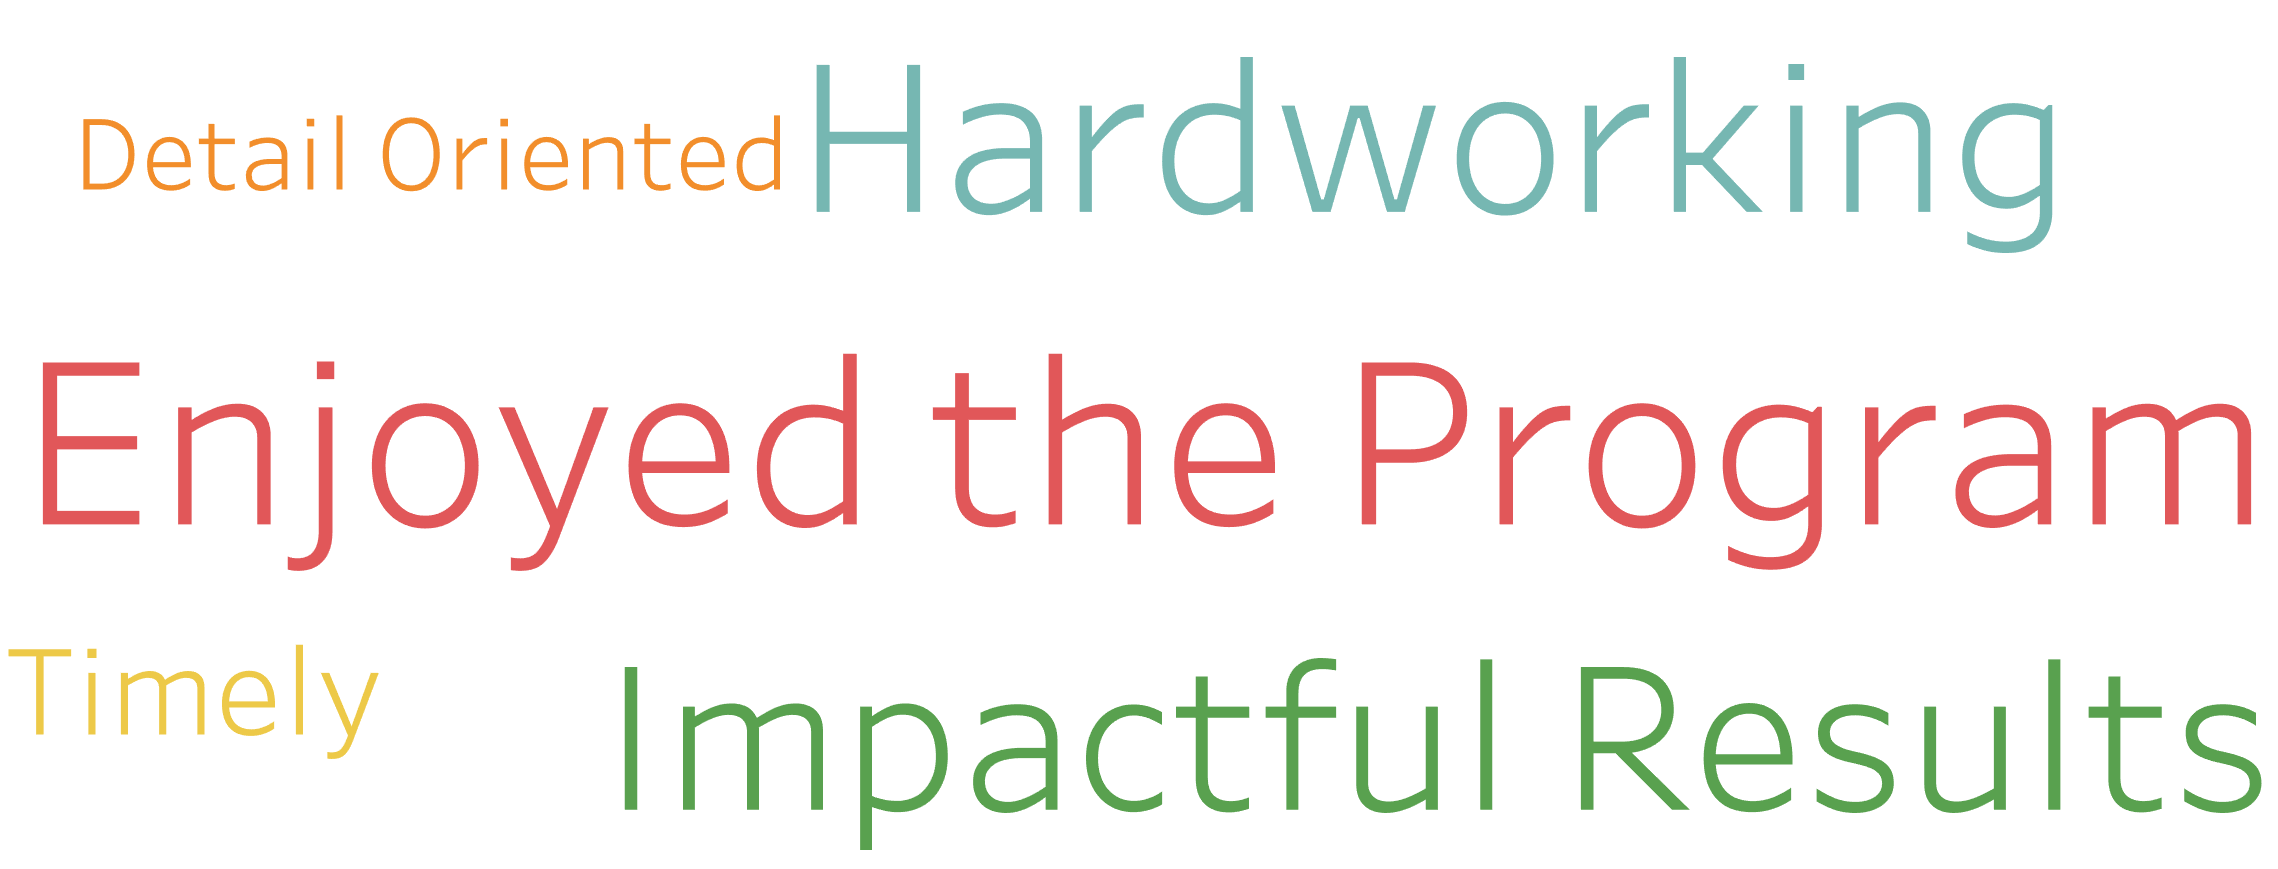 Detail Oriented Hardworking
Enjoyed the Program
Timely Impactful Results